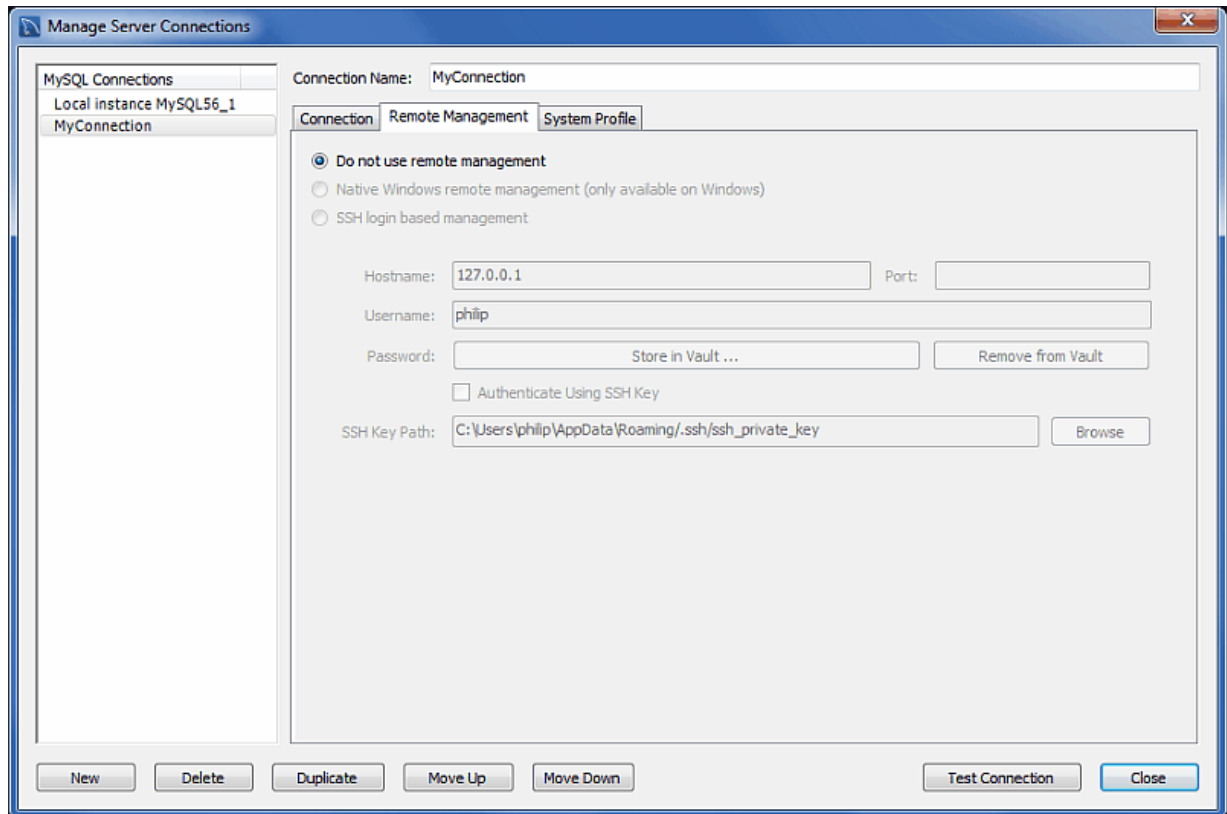 Manage Server Connections
MySQL Connections
Local instance MySQL56_1
MyConnection
Connection Name: MyConnection
Connection Remote Management System Profile
Do not use remote management
Native Windows remote management (only available on Windows)
SSH login based management
Hostname: 127.0.0.1 Port:
Username: philip
Password: Store in Vault ... Remove from Vault
Authenticate Using SSH Key
SSH Key Path: C:\Users\philip\AppData\Roaming/.ssh/ssh_private_key Browse
New Delete Duplicate Move Up Move Down Test Connection Close